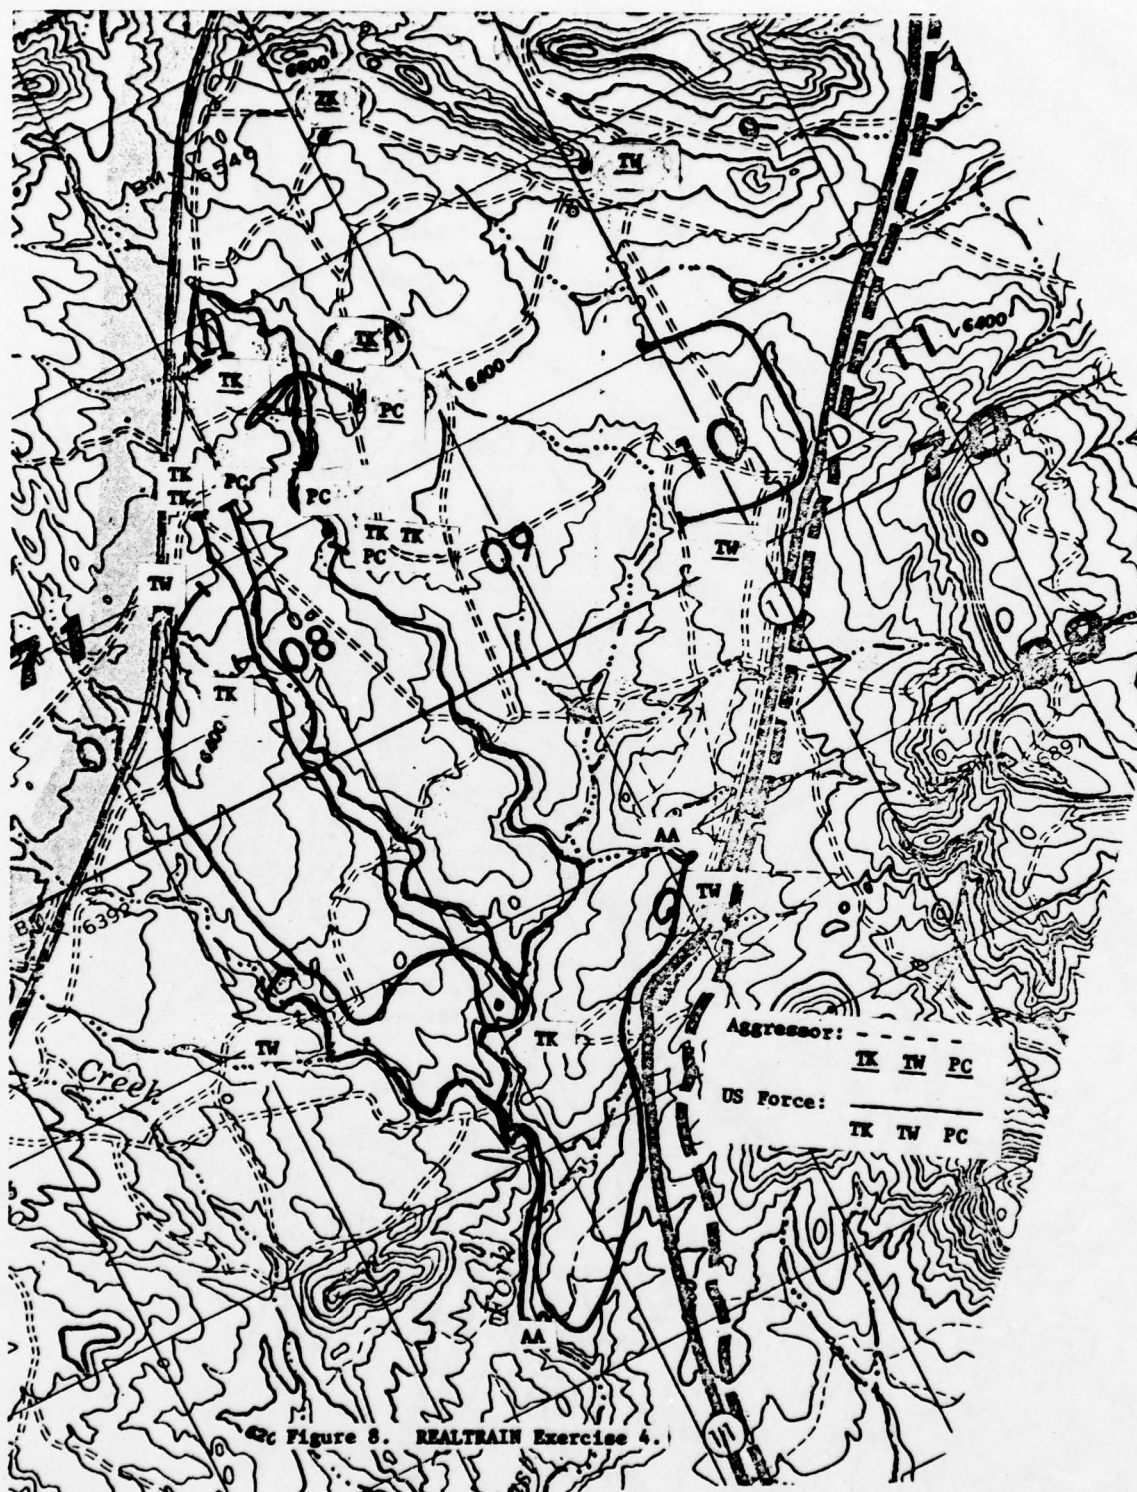 6600
TK
TW
BM
6540
6400
TK
TK
PC
6400
11
10
TK
TK
PC
PC
TK TK
PC
09
TW
TW
08
71
TK
6400
AA
TW
6392
TW
TK
Creek
Aggressor: - - - - -
TK TW PC
US Force:
TK TW PC
AA
Figure 8. REALTRAIN Exercise 4.